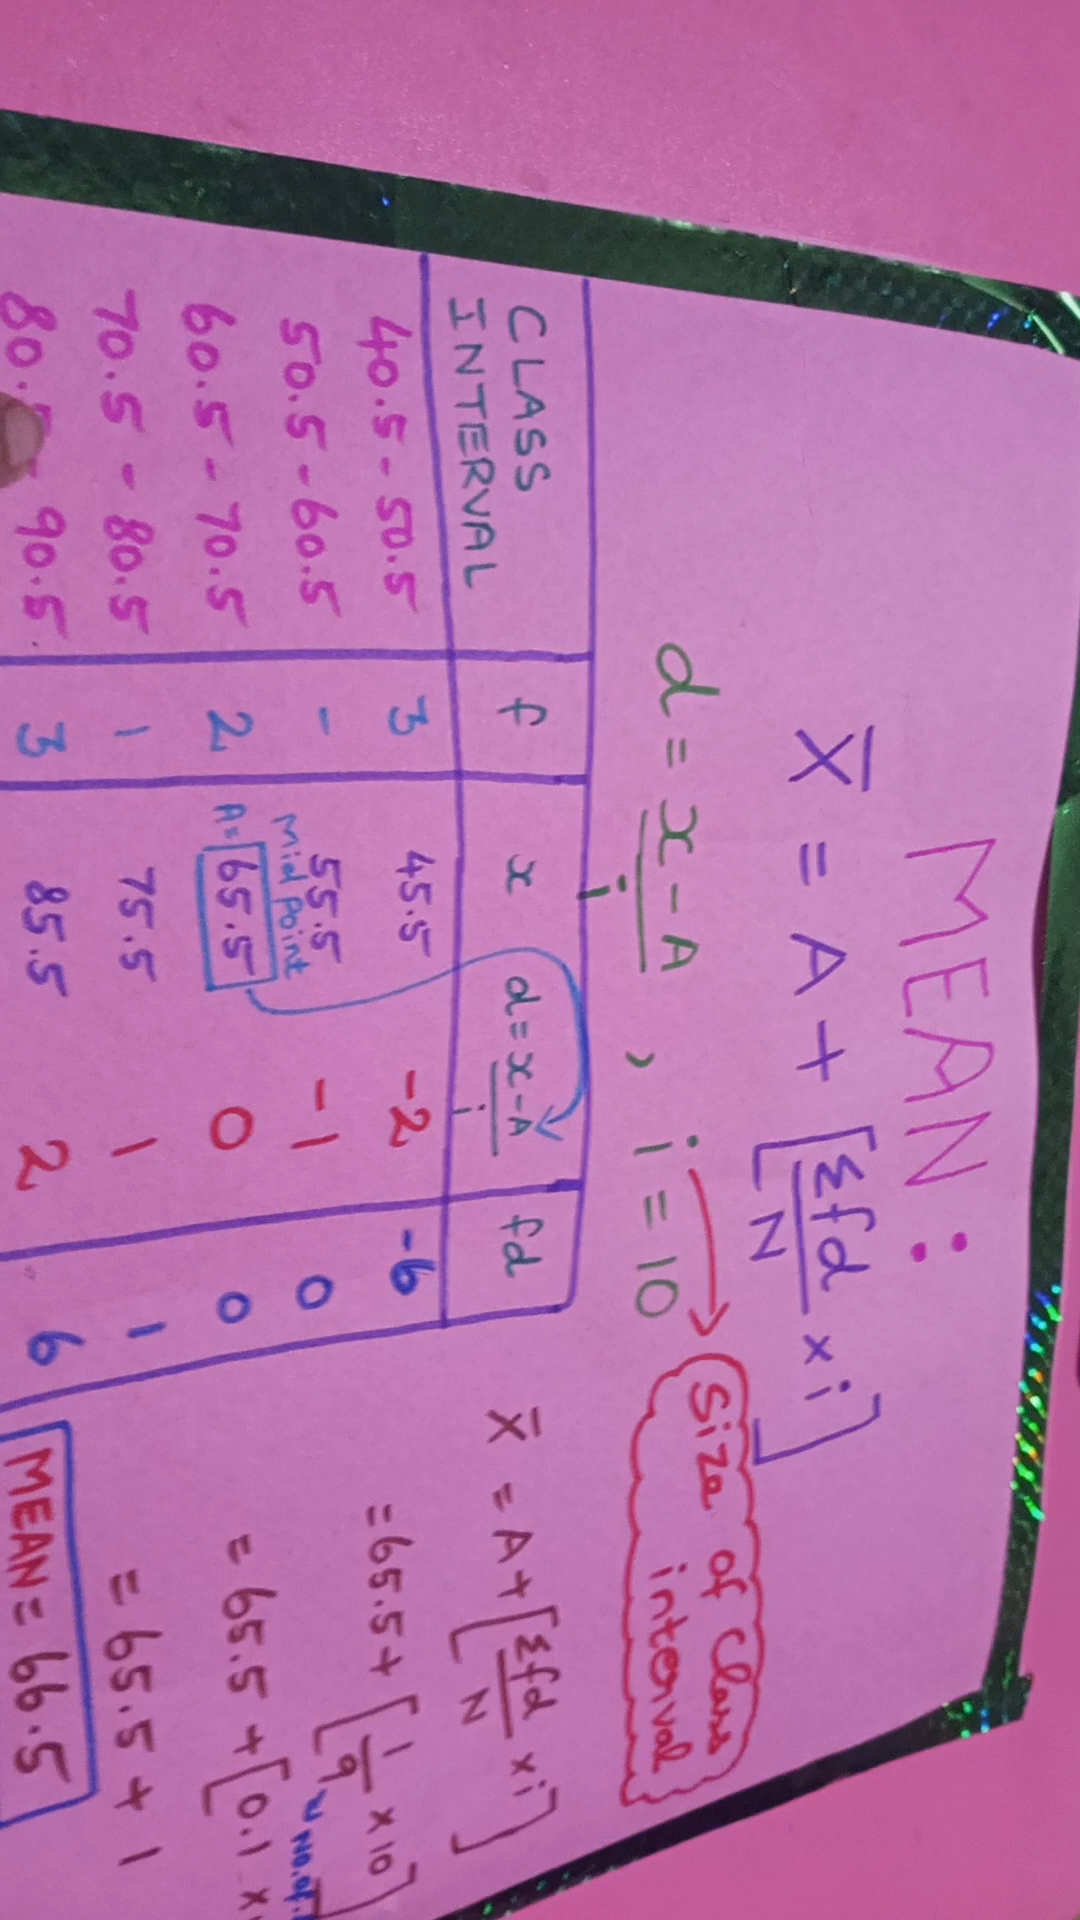 MEAN :
X̄ = A + [Σfd/N × i]
d = x - A / i , i = 10 → Size of Class interval
CLASS INTERVAL f x d = x - A / i fd
40.5 - 50.5 3 45.5 -2 -6
50.5 - 60.5 - 55.5 -1 0
Mid Point
60.5 - 70.5 2 A = 65.5 0 0
70.5 - 80.5 1 75.5 1 1
80. - 90.5 3 85.5 2 6
X̄ = A + [Σfd/N × i]
= 65.5 + [1/9 × 10]
No. of
= 65.5 + [0.1 ×
= 65.5 + 1
MEAN = 66.5